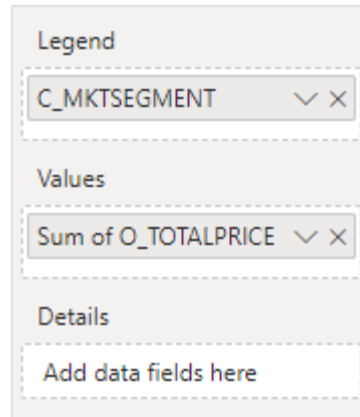 Legend
C_MKTSEGMENT
Values
Sum of O_TOTALPRICE
Details
Add data fields here